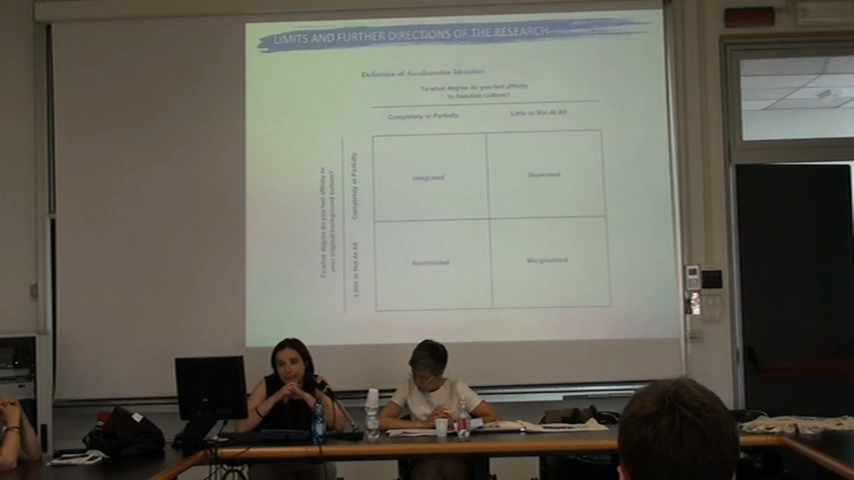 LIMITS AND FURTHER DIRECTIONS OF THE RESEARCH
Definition of Acculturation Identities
To what degree do you feel affinity
to Swedish culture?
Completely or Partially
Little or Not At All
To what degree do you feel affinity to
your original background culture?
Completely or Partially
Little or Not At All
Integrated
Separated
Assimilated
Marginalized